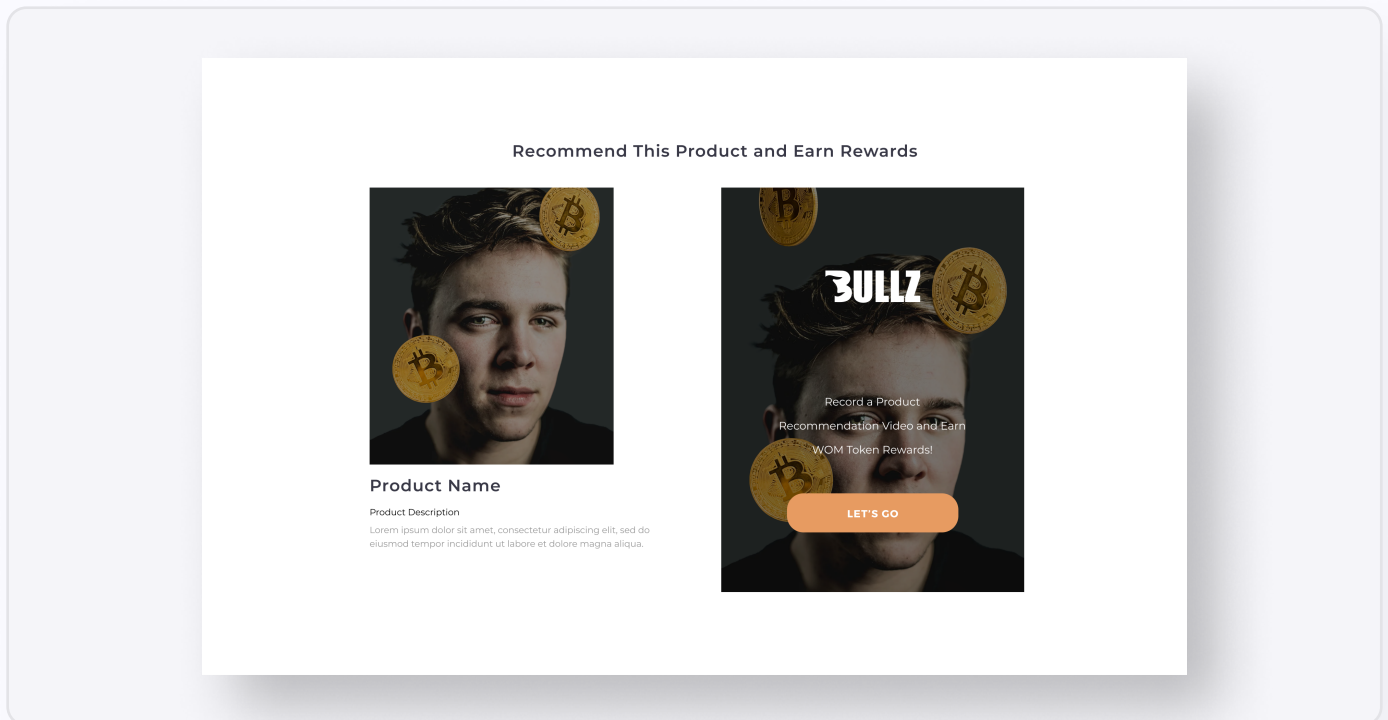 Recommend This Product and Earn Rewards
BULLZ
Record a Product
Recommendation Video and Earn
WOM Token Rewards!
LET'S GO
Product Name
Product Description
Lorem ipsum dolor sit amet, consectetur adipiscing elit, sed do
eiusmod tempor incididunt ut labore et dolore magna aliqua.